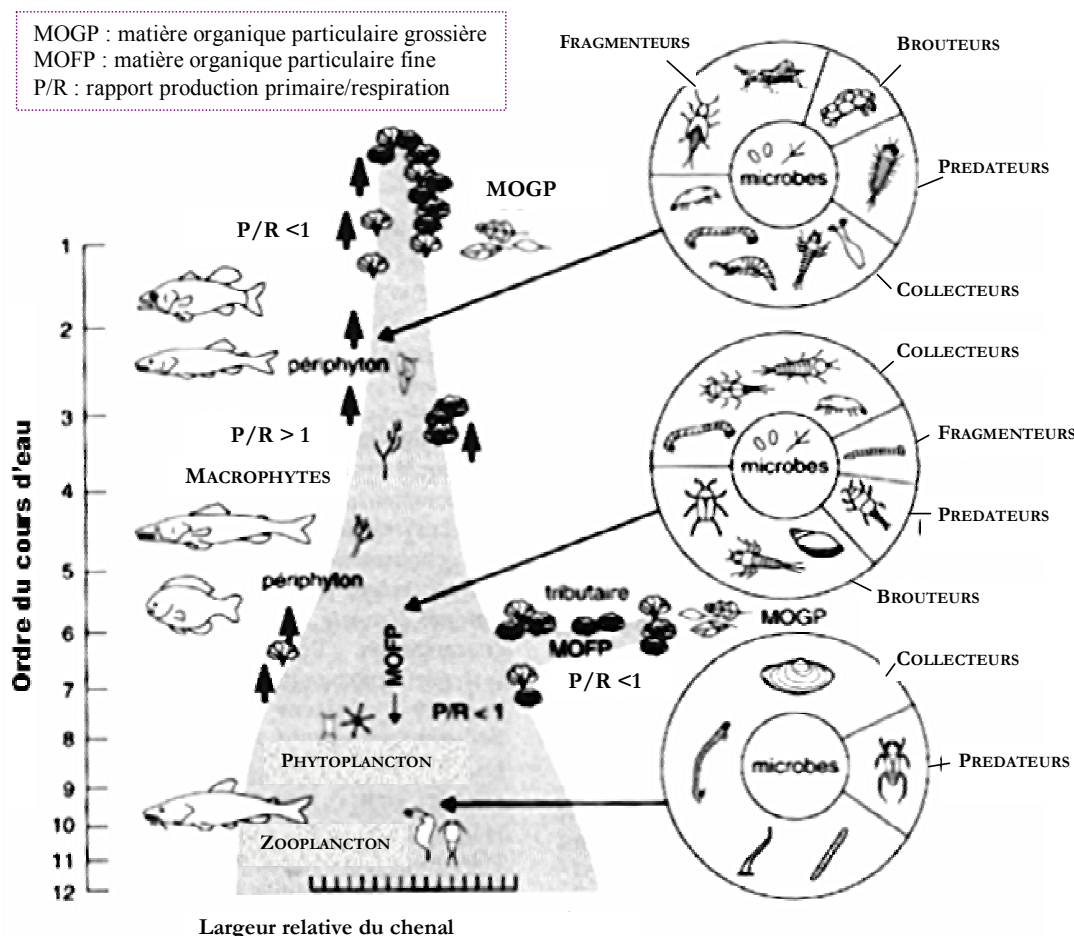 MOGP : matière organique particulaire grossière
MOFP : matière organique particulaire fine
P/R : rapport production primaire/respiration
FRAGMENTEURS
BROUTEURS
microbes
PREDATEURS
COLLECTEURS
MOGP
P/R <1
1
2
périphyton
3
P/R > 1
MACROPHYTES
4
5
périphyton
6
7
8
9
10
11
12
Ordre du cours d'eau
COLLECTEURS
FRAGMENTEURS
microbes
PREDATEURS
BROUTEURS
tributaire
MOGP
MOFP
P/R <1
MOFP
P/R < 1
PHYTOPLANCTON
ZOOPLANCTON
COLLECTEURS
microbes
PREDATEURS
Largeur relative du chenal